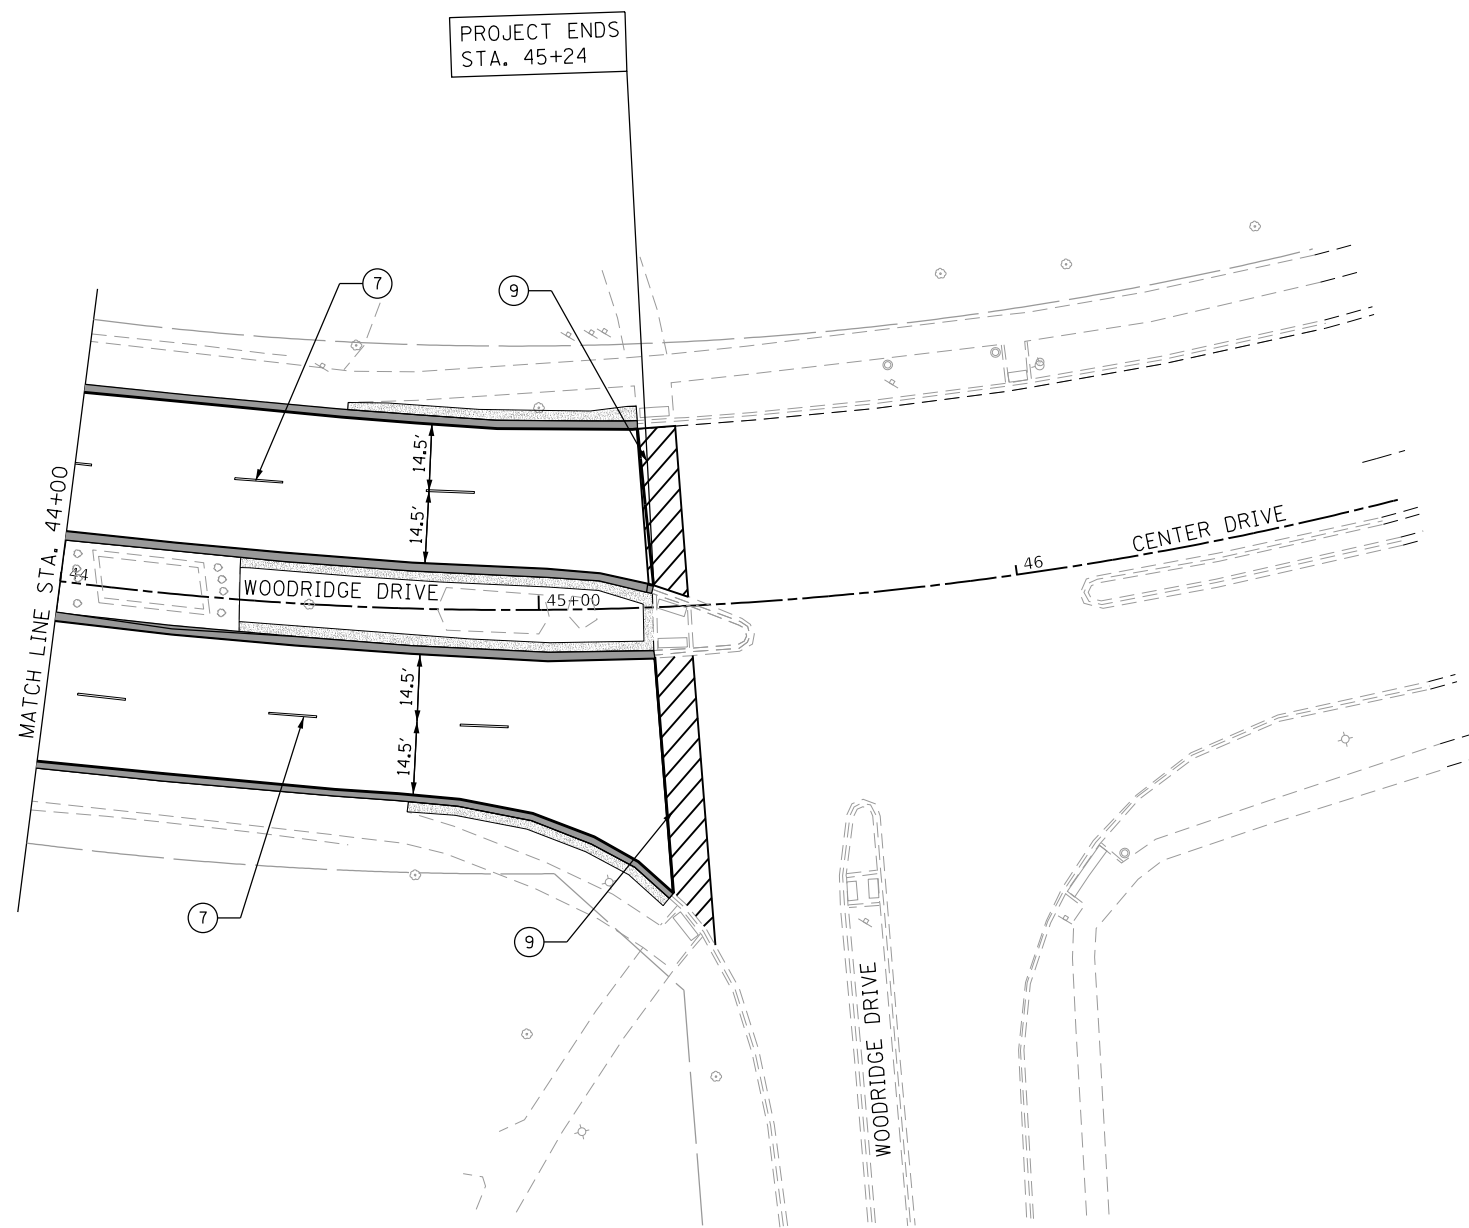 PROJECT ENDS
STA. 45+24
7
9
14.5'
14.5'
MATCH LINE STA. 44+00
44
WOODRIDGE DRIVE
45+00
46
CENTER DRIVE
14.5'
14.5'
7
9
WOODRIDGE DRIVE